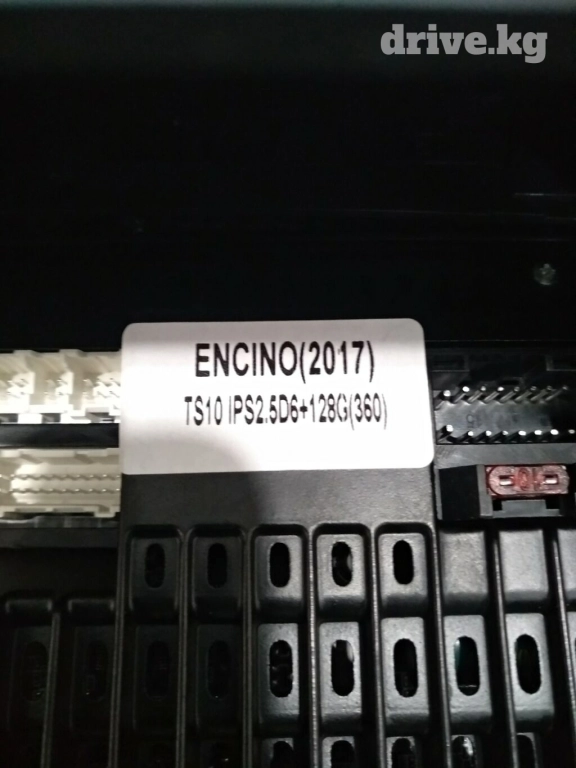 drive.kg
ENCINO(2017)
TS10 IPS2.5D6+128G(360)